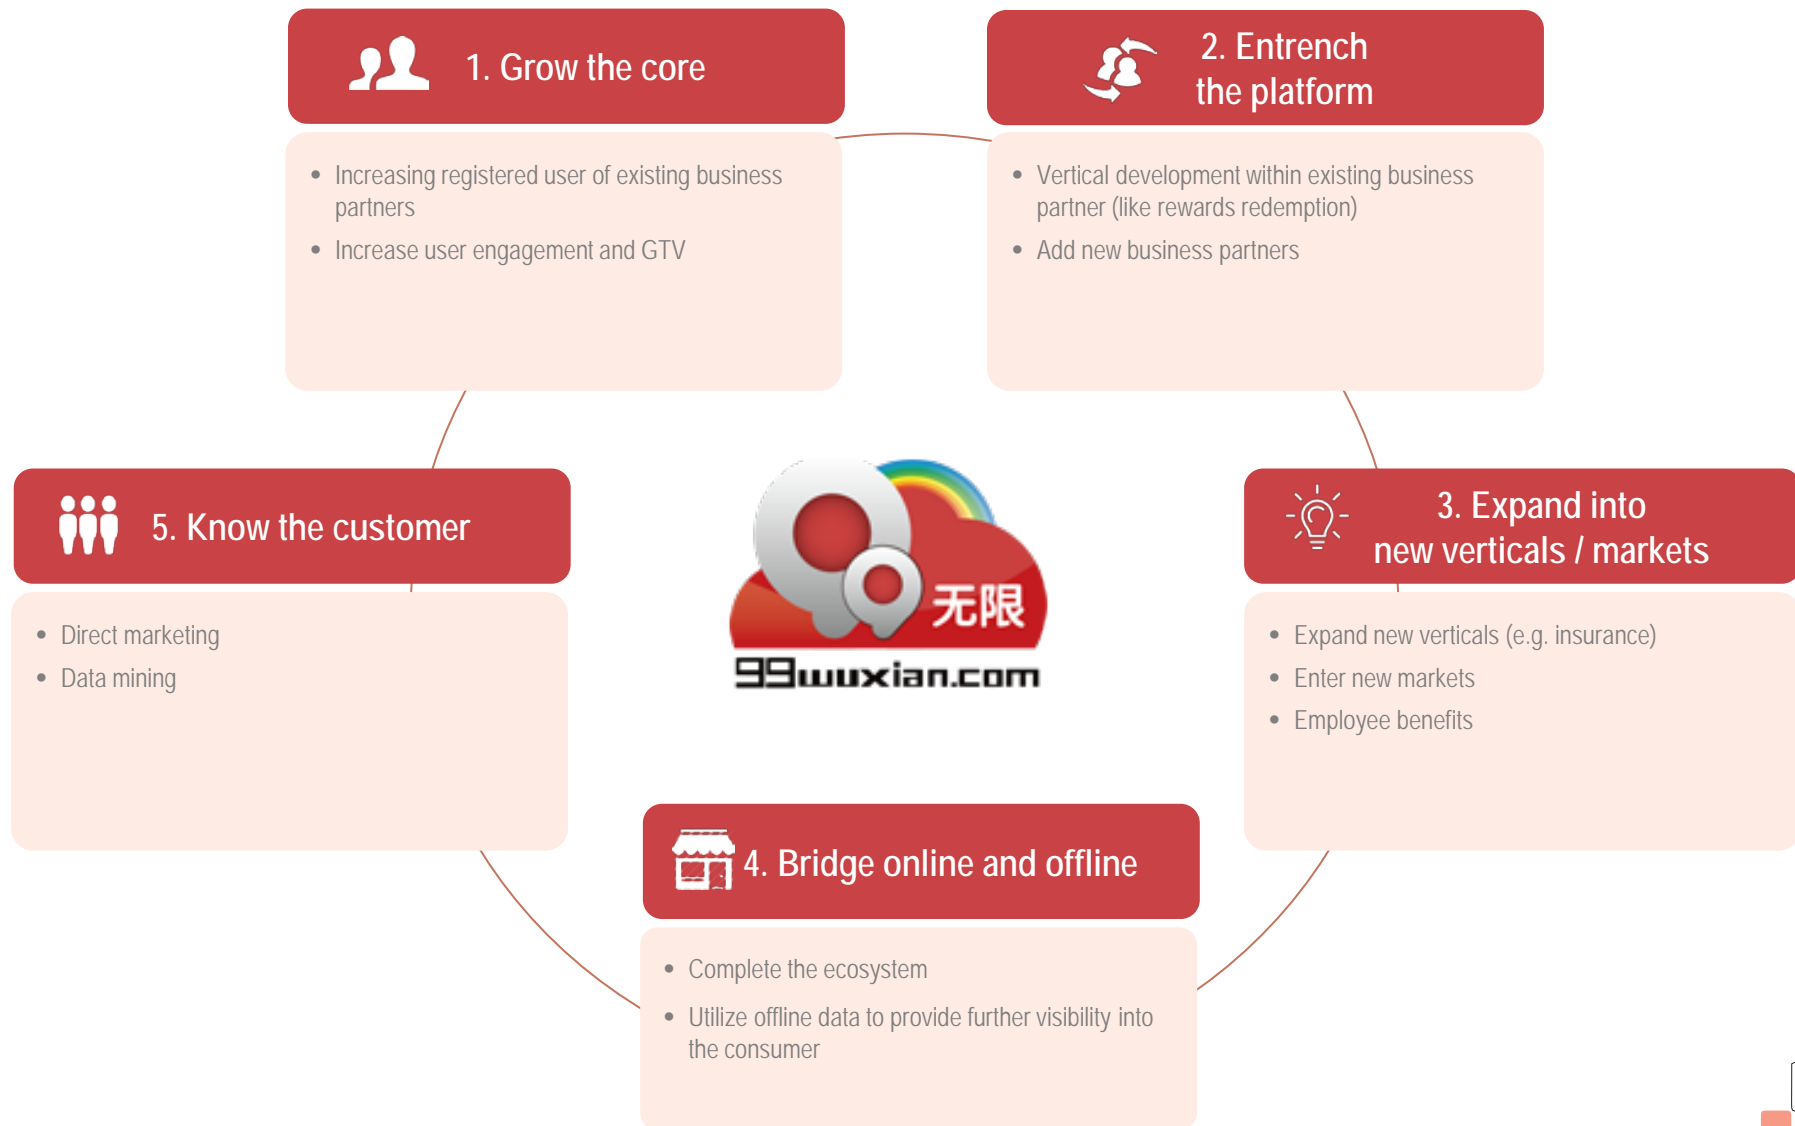 1. Grow the core
• Increasing registered user of existing business
partners
• Increase user engagement and GTV
2. Entrench
the platform
• Vertical development within existing business
partner (like rewards redemption)
• Add new business partners
5. Know the customer
• Direct marketing
• Data mining
无限
99wuxian.com
3. Expand into
new verticals / markets
• Expand new verticals (e.g. insurance)
• Enter new markets
• Employee benefits
4. Bridge online and offline
• Complete the ecosystem
• Utilize offline data to provide further visibility into
the consumer